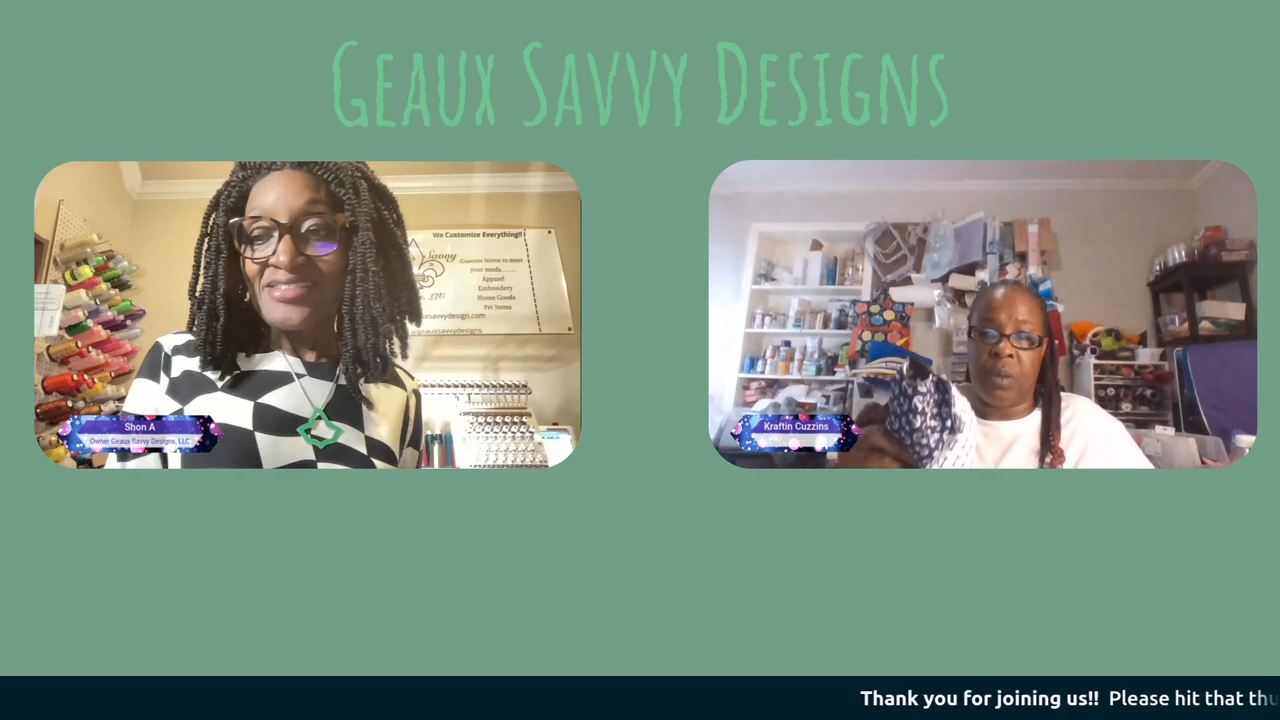 Geaux Savvy Designs
We Customize Everything!!
Savvy
Custom Items to meet
your needs.......
Apparel
Embroidery
Home Goods
Pet Items
Shon A
Owner Geaux Savvy Designs, LLC
Kraftin Cuzzins
Thank you for joining us!! Please hit that